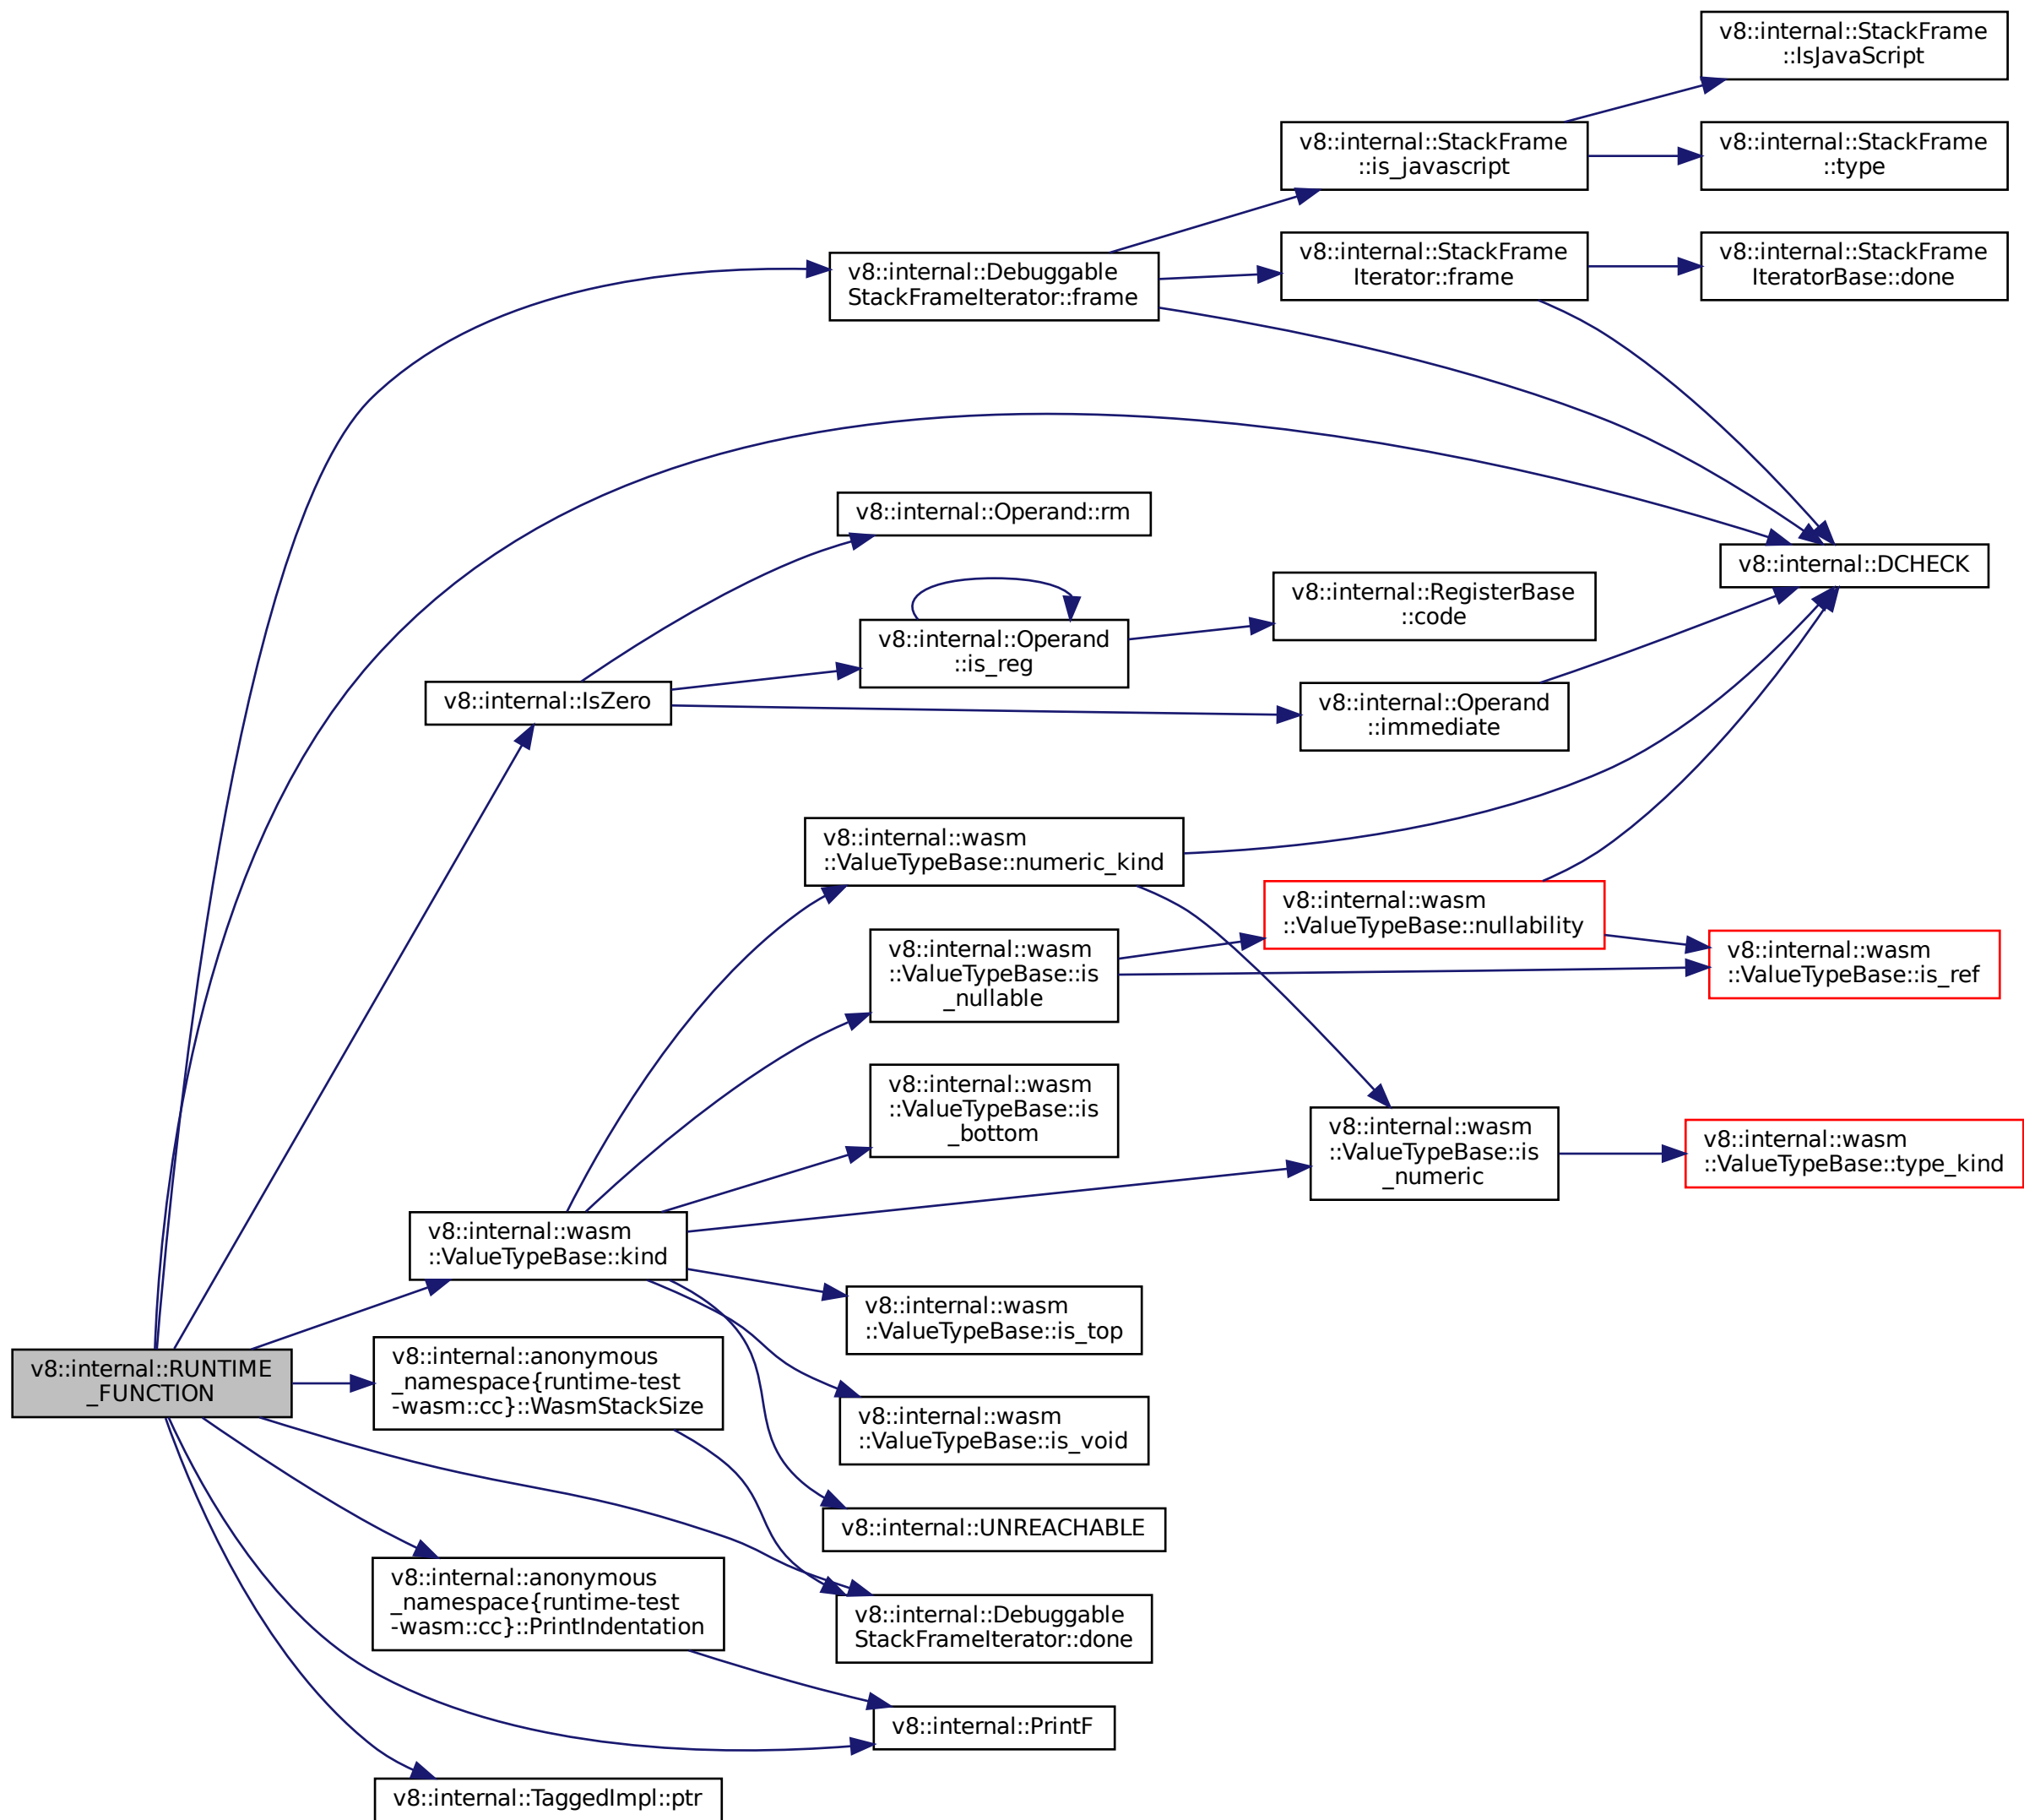 v8::internal::StackFrame
::IsJavaScript
v8::internal::StackFrame
::is_javascript
v8::internal::StackFrame
::type
v8::internal::Debuggable
StackFrameIterator::frame
v8::internal::StackFrame
Iterator::frame
v8::internal::StackFrame
IteratorBase::done
v8::internal::Operand::rm
v8::internal::DCHECK
v8::internal::RegisterBase
::code
v8::internal::Operand
::is_reg
v8::internal::IsZero
v8::internal::Operand
::immediate
v8::internal::wasm
::ValueTypeBase::numeric_kind
v8::internal::wasm
::ValueTypeBase::nullability
v8::internal::wasm
::ValueTypeBase::is
_nullable
v8::internal::wasm
::ValueTypeBase::is_ref
v8::internal::wasm
::ValueTypeBase::is
_bottom
v8::internal::wasm
::ValueTypeBase::is
_numeric
v8::internal::wasm
::ValueTypeBase::type_kind
v8::internal::wasm
::ValueTypeBase::kind
v8::internal::wasm
::ValueTypeBase::is_top
v8::internal::RUNTIME
_FUNCTION
v8::internal::anonymous
_namespace{runtime-test
-wasm::cc}::WasmStackSize
v8::internal::wasm
::ValueTypeBase::is_void
v8::internal::UNREACHABLE
v8::internal::anonymous
_namespace{runtime-test
-wasm::cc}::PrintIndentation
v8::internal::Debuggable
StackFrameIterator::done
v8::internal::PrintF
v8::internal::TaggedImpl::ptr